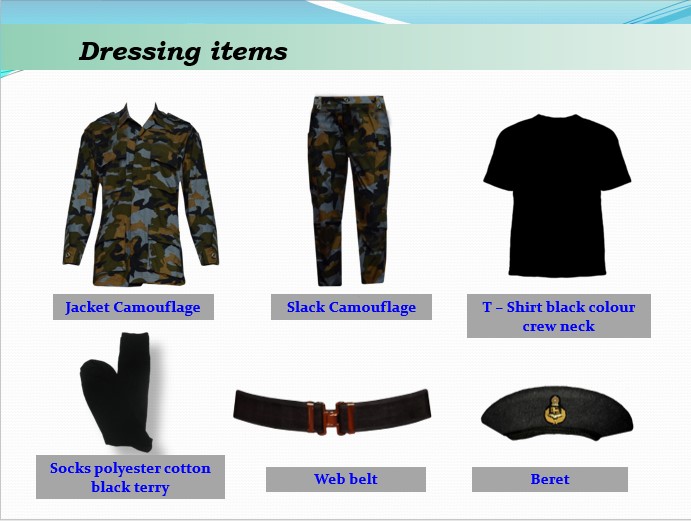 Dressing items
Jacket Camouflage
Slack Camouflage
T – Shirt black colour
crew neck
Socks polyester cotton
black terry
Web belt
Beret